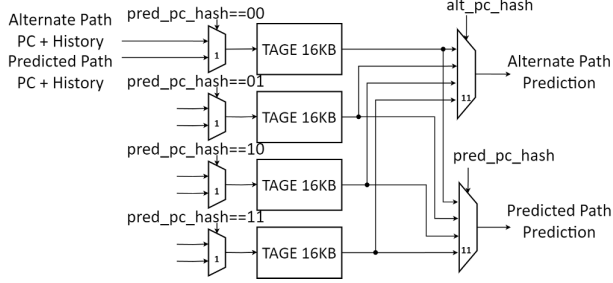 alt_pc_hash
pred_pc_hash==00
Alternate Path
PC + History
Predicted Path
PC + History
1
TAGE 16KB
11
Alternate Path
Prediction
pred_pc_hash==01
1
TAGE 16KB
pred_pc_hash==10
1
TAGE 16KB
pred_pc_hash
pred_pc_hash==11
1
TAGE 16KB
11
Predicted Path
Prediction